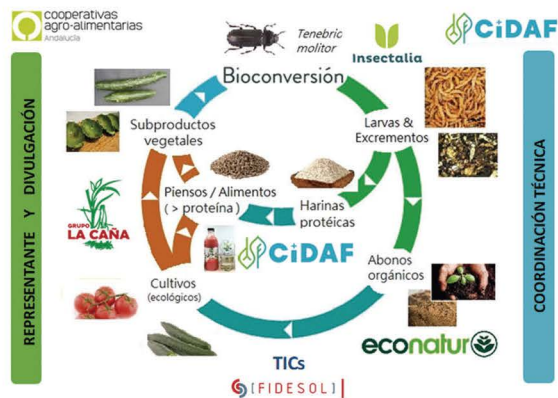 cooperativas
agro-alimentarias
Andalucía
Tenebrio
molitor
Insectalia
CiDAF
Bioconversión
REPRESENTANTE Y DIVULGACIÓN
COORDINACIÓN TÉCNICA
Subproductos
vegetales
Larvas &
Excrementos
Piensos / Alimentos
( > proteína )
Harinas
protéicas
GRUPO
LA CAÑA
CiDAF
Cultivos
(ecológicos)
Abonos
orgánicos
econatur
TICs
[FIDESOL]